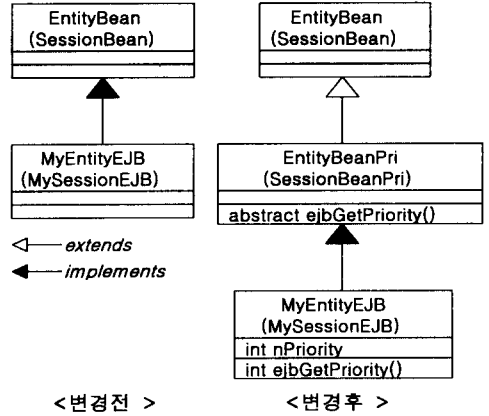 EntityBean
(SessionBean)
MyEntityEJB
(MySessionEJB)
extends
implements
<변경전 >
EntityBean
(SessionBean)
EntityBeanPri
(SessionBeanPri)
abstract ejbGetPriority()
MyEntityEJB
(MySessionEJB)
int nPriority
int ejbGetPriority()
<변경후 >